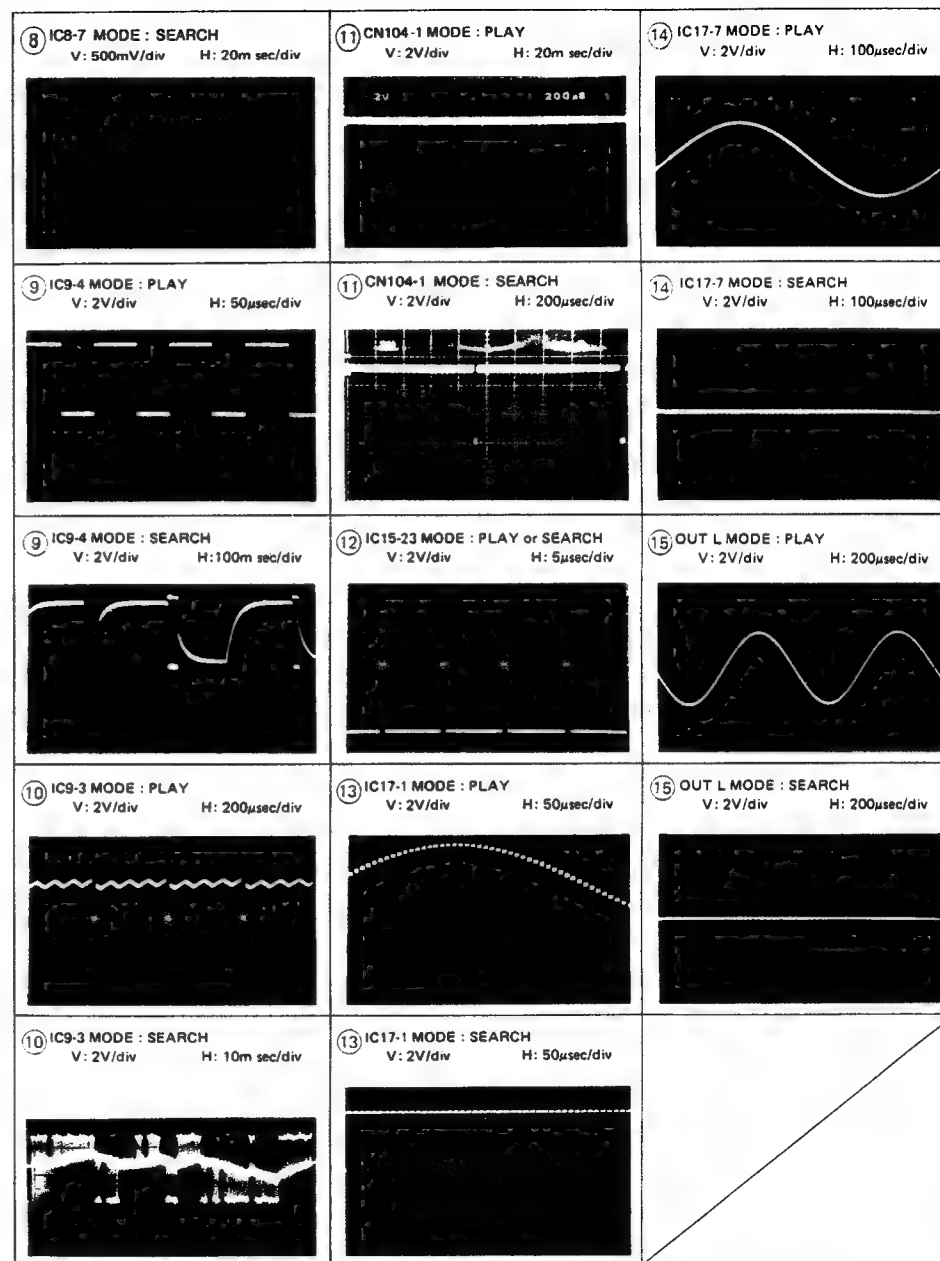 ⑧ IC8-7 MODE : SEARCH
V: 500mV/div H: 20m sec/div
⑪ CN104-1 MODE : PLAY
V: 2V/div H: 20m sec/div
2V 200
⑭ IC17-7 MODE : PLAY
V: 2V/div H: 100μsec/div
⑨ IC9-4 MODE : PLAY
V: 2V/div H: 50μsec/div
⑪ CN104-1 MODE : SEARCH
V: 2V/div H: 200μsec/div
⑭ IC17-7 MODE : SEARCH
V: 2V/div H: 100μsec/div
⑨ IC9-4 MODE : SEARCH
V: 2V/div H: 100m sec/div
⑫ IC15-23 MODE : PLAY or SEARCH
V: 2V/div H: 5μsec/div
⑮ OUT L MODE : PLAY
V: 2V/div H: 200μsec/div
⑩ IC9-3 MODE : PLAY
V: 2V/div H: 200μsec/div
⑬ IC17-1 MODE : PLAY
V: 2V/div H: 50μsec/div
⑮ OUT L MODE : SEARCH
V: 2V/div H: 200μsec/div
⑩ IC9-3 MODE : SEARCH
V: 2V/div H: 10m sec/div
⑬ IC17-1 MODE : SEARCH
V: 2V/div H: 50μsec/div